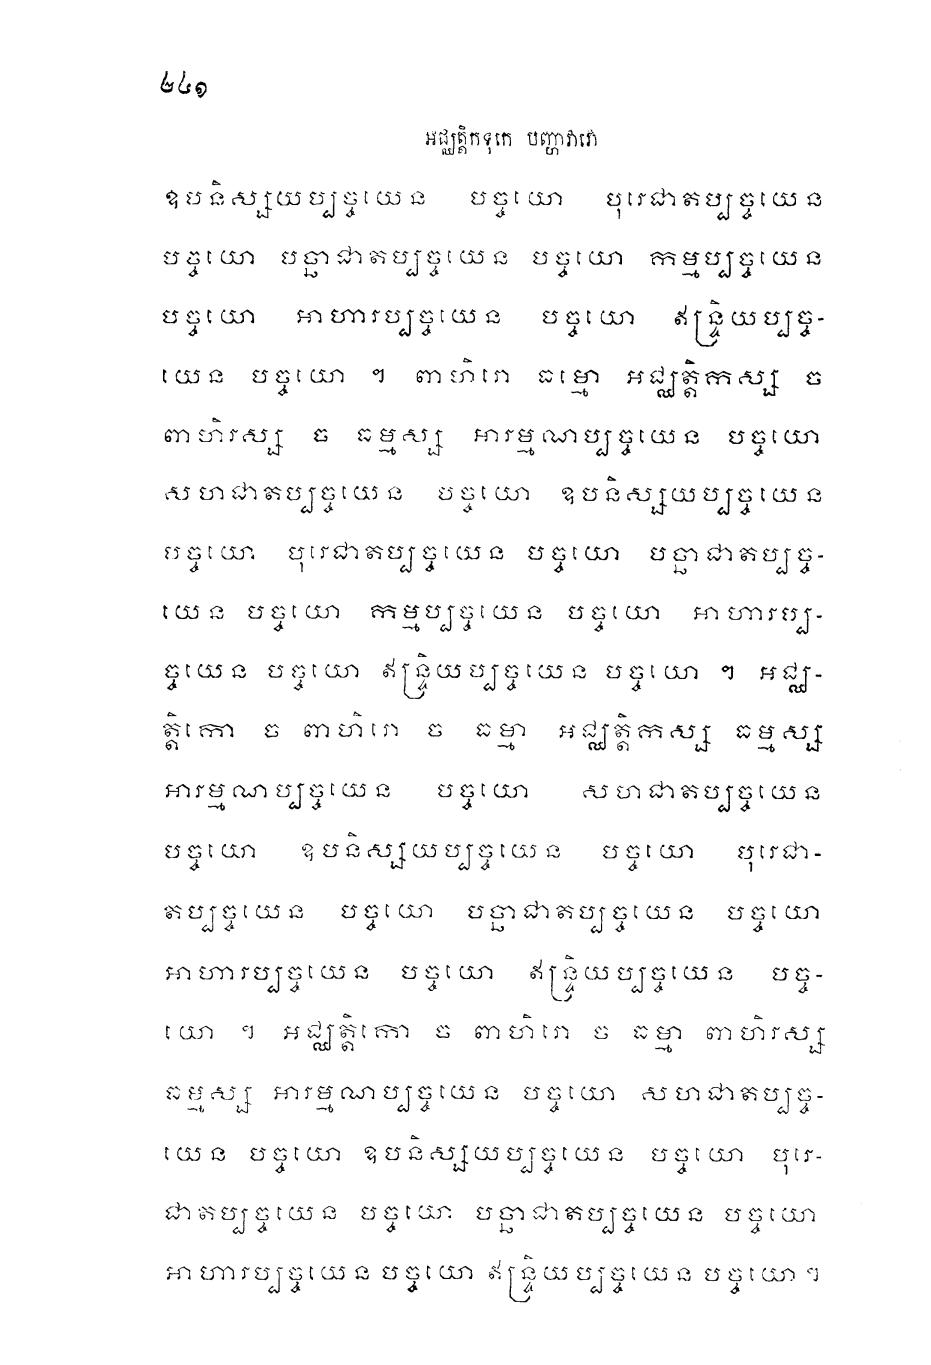 ២៤១
អជ្ឈត្តិកទុកេ បញ្ហាវារោ
ឧបនិស្សយប្បច្ចយេន បច្ចយោ បុរេជាតប្បច្ចយេន
បច្ចយោ បច្ឆាជាតប្បច្ចយេន បច្ចយោ កម្មប្បច្ចយេន
បច្ចយោ អាហារប្បច្ចយេន បច្ចយោ ឥន្ទ្រិយប្បច្ច-
យេន បច្ចយោ ។ ពាហិរោ ធម្មោ អជ្ឈត្តិកស្ស ច
ពាហិរស្ស ច ធម្មស្ស អារម្មណប្បច្ចយេន បច្ចយោ
សហជាតប្បច្ចយេន បច្ចយោ ឧបនិស្សយប្បច្ចយេន
បច្ចយោ បុរេជាតប្បច្ចយេន បច្ចយោ បច្ឆាជាតប្បច្ច-
យេន បច្ចយោ កម្មប្បច្ចយេន បច្ចយោ អាហារប្ប-
ច្ចយេន បច្ចយោ ឥន្ទ្រិយប្បច្ចយេន បច្ចយោ ។ អជ្ឈ-
ត្តិកោ ច ពាហិរោ ច ធម្មា អជ្ឈត្តិកស្ស ធម្មស្ស
អារម្មណប្បច្ចយេន បច្ចយោ សហជាតប្បច្ចយេន
បច្ចយោ ឧបនិស្សយប្បច្ចយេន បច្ចយោ បុរេជា-
តប្បច្ចយេន បច្ចយោ បច្ឆាជាតប្បច្ចយេន បច្ចយោ
អាហារប្បច្ចយេន បច្ចយោ ឥន្ទ្រិយប្បច្ចយេន បច្ច-
យោ ។ អជ្ឈត្តិកោ ច ពាហិរោ ច ធម្មា ពាហិរស្ស
ធម្មស្ស អារម្មណប្បច្ចយេន បច្ចយោ សហជាតប្បច្ច-
យេន បច្ចយោ ឧបនិស្សយប្បច្ចយេន បច្ចយោ បុរេ-
ជាតប្បច្ចយេន បច្ចយោ បច្ឆាជាតប្បច្ចយេន បច្ចយោ
អាហារប្បច្ចយេន បច្ចយោ ឥន្ទ្រិយប្បច្ចយេន បច្ចយោ ។